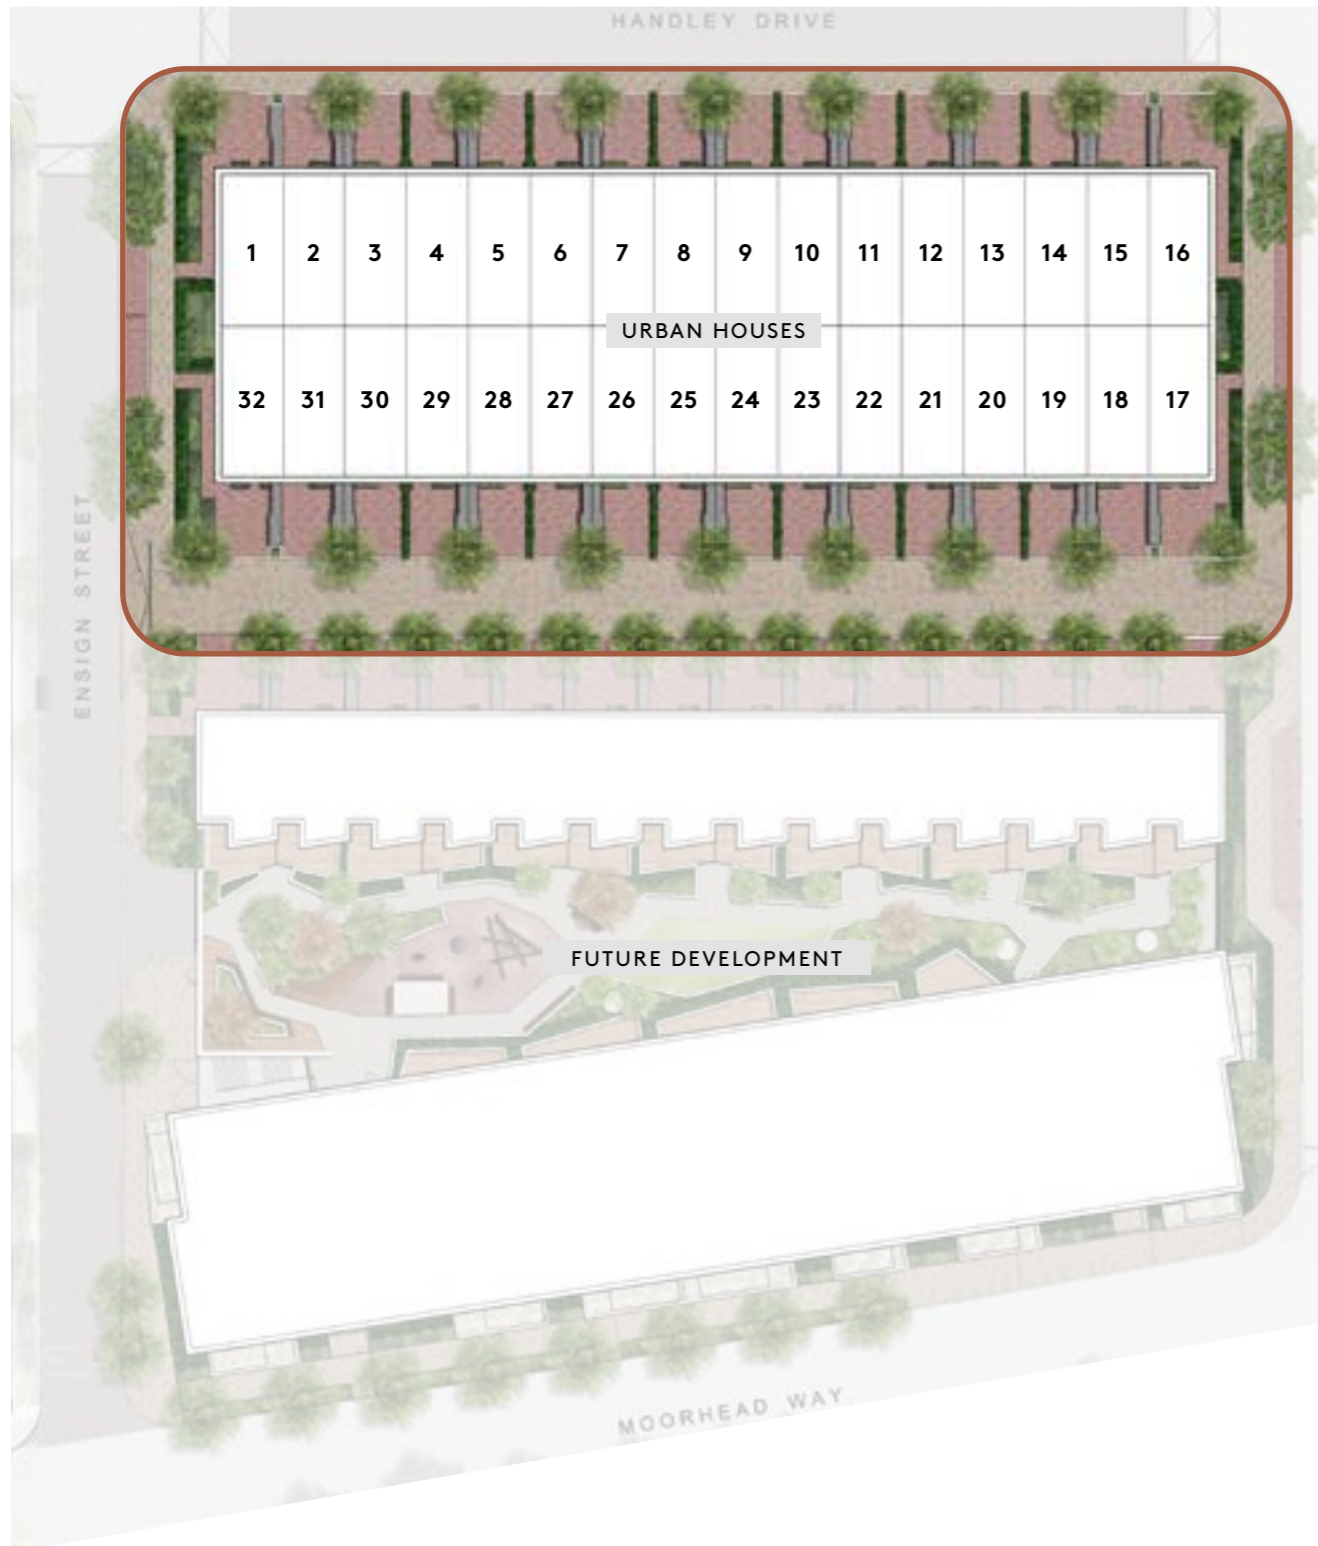 HANDLEY DRIVE
1 2 3 4 5 6 7 8 9 10 11 12 13 14 15 16
URBAN HOUSES
32 31 30 29 28 27 26 25 24 23 22 21 20 19 18 17
ENSIGN STREET
FUTURE DEVELOPMENT
MOORHEAD WAY